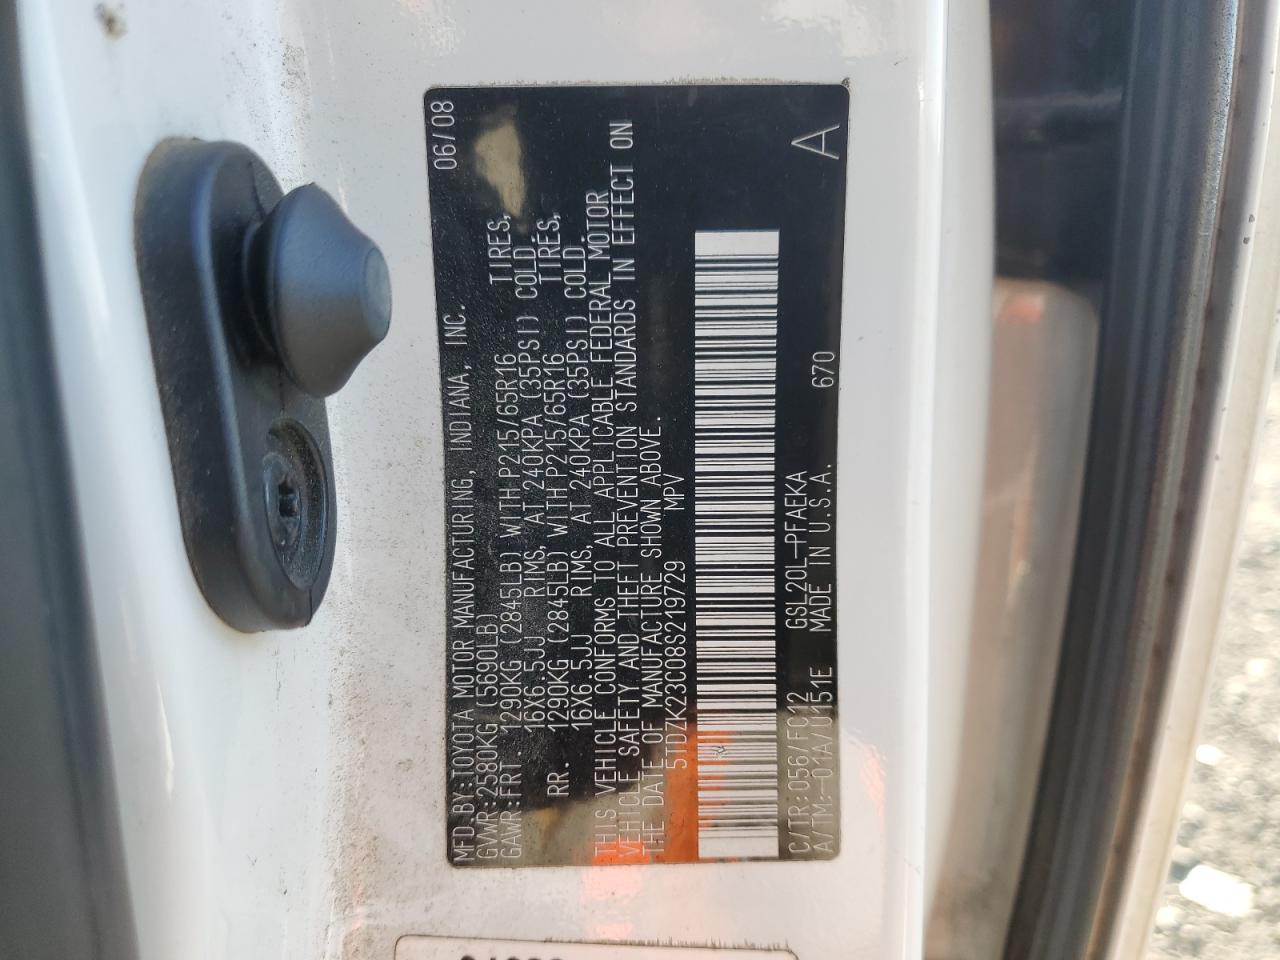 MFD.BY:TOYOTA MOTOR MANUFACTURING, INDIANA, INC. 06/08
GVWR:2580KG (5690LB)
GAWR:FRT. 1290KG (2845LB) WITH P215/65R16 TIRES,
16X6.5JJ RIMS, AT 240KPA (35PSI) COLD.
RR. 1290KG (2845LB) WITH P215/65R16 TIRES,
16X6.5JJ RIMS, AT 240KPA (35PSI) COLD.
THIS VEHICLE CONFORMS TO ALL APPLICABLE FEDERAL MOTOR
VEHICLE SAFETY AND THEFT PREVENTION STANDARDS IN EFFECT ON
THE DATE OF MANUFACTURE SHOWN ABOVE.
5TDZK23C08S219729 MPV
C/TR:056/FC12 GSL20L-PFAEKA
A/TM:-01A/U151E MADE IN U.S.A. 670 A